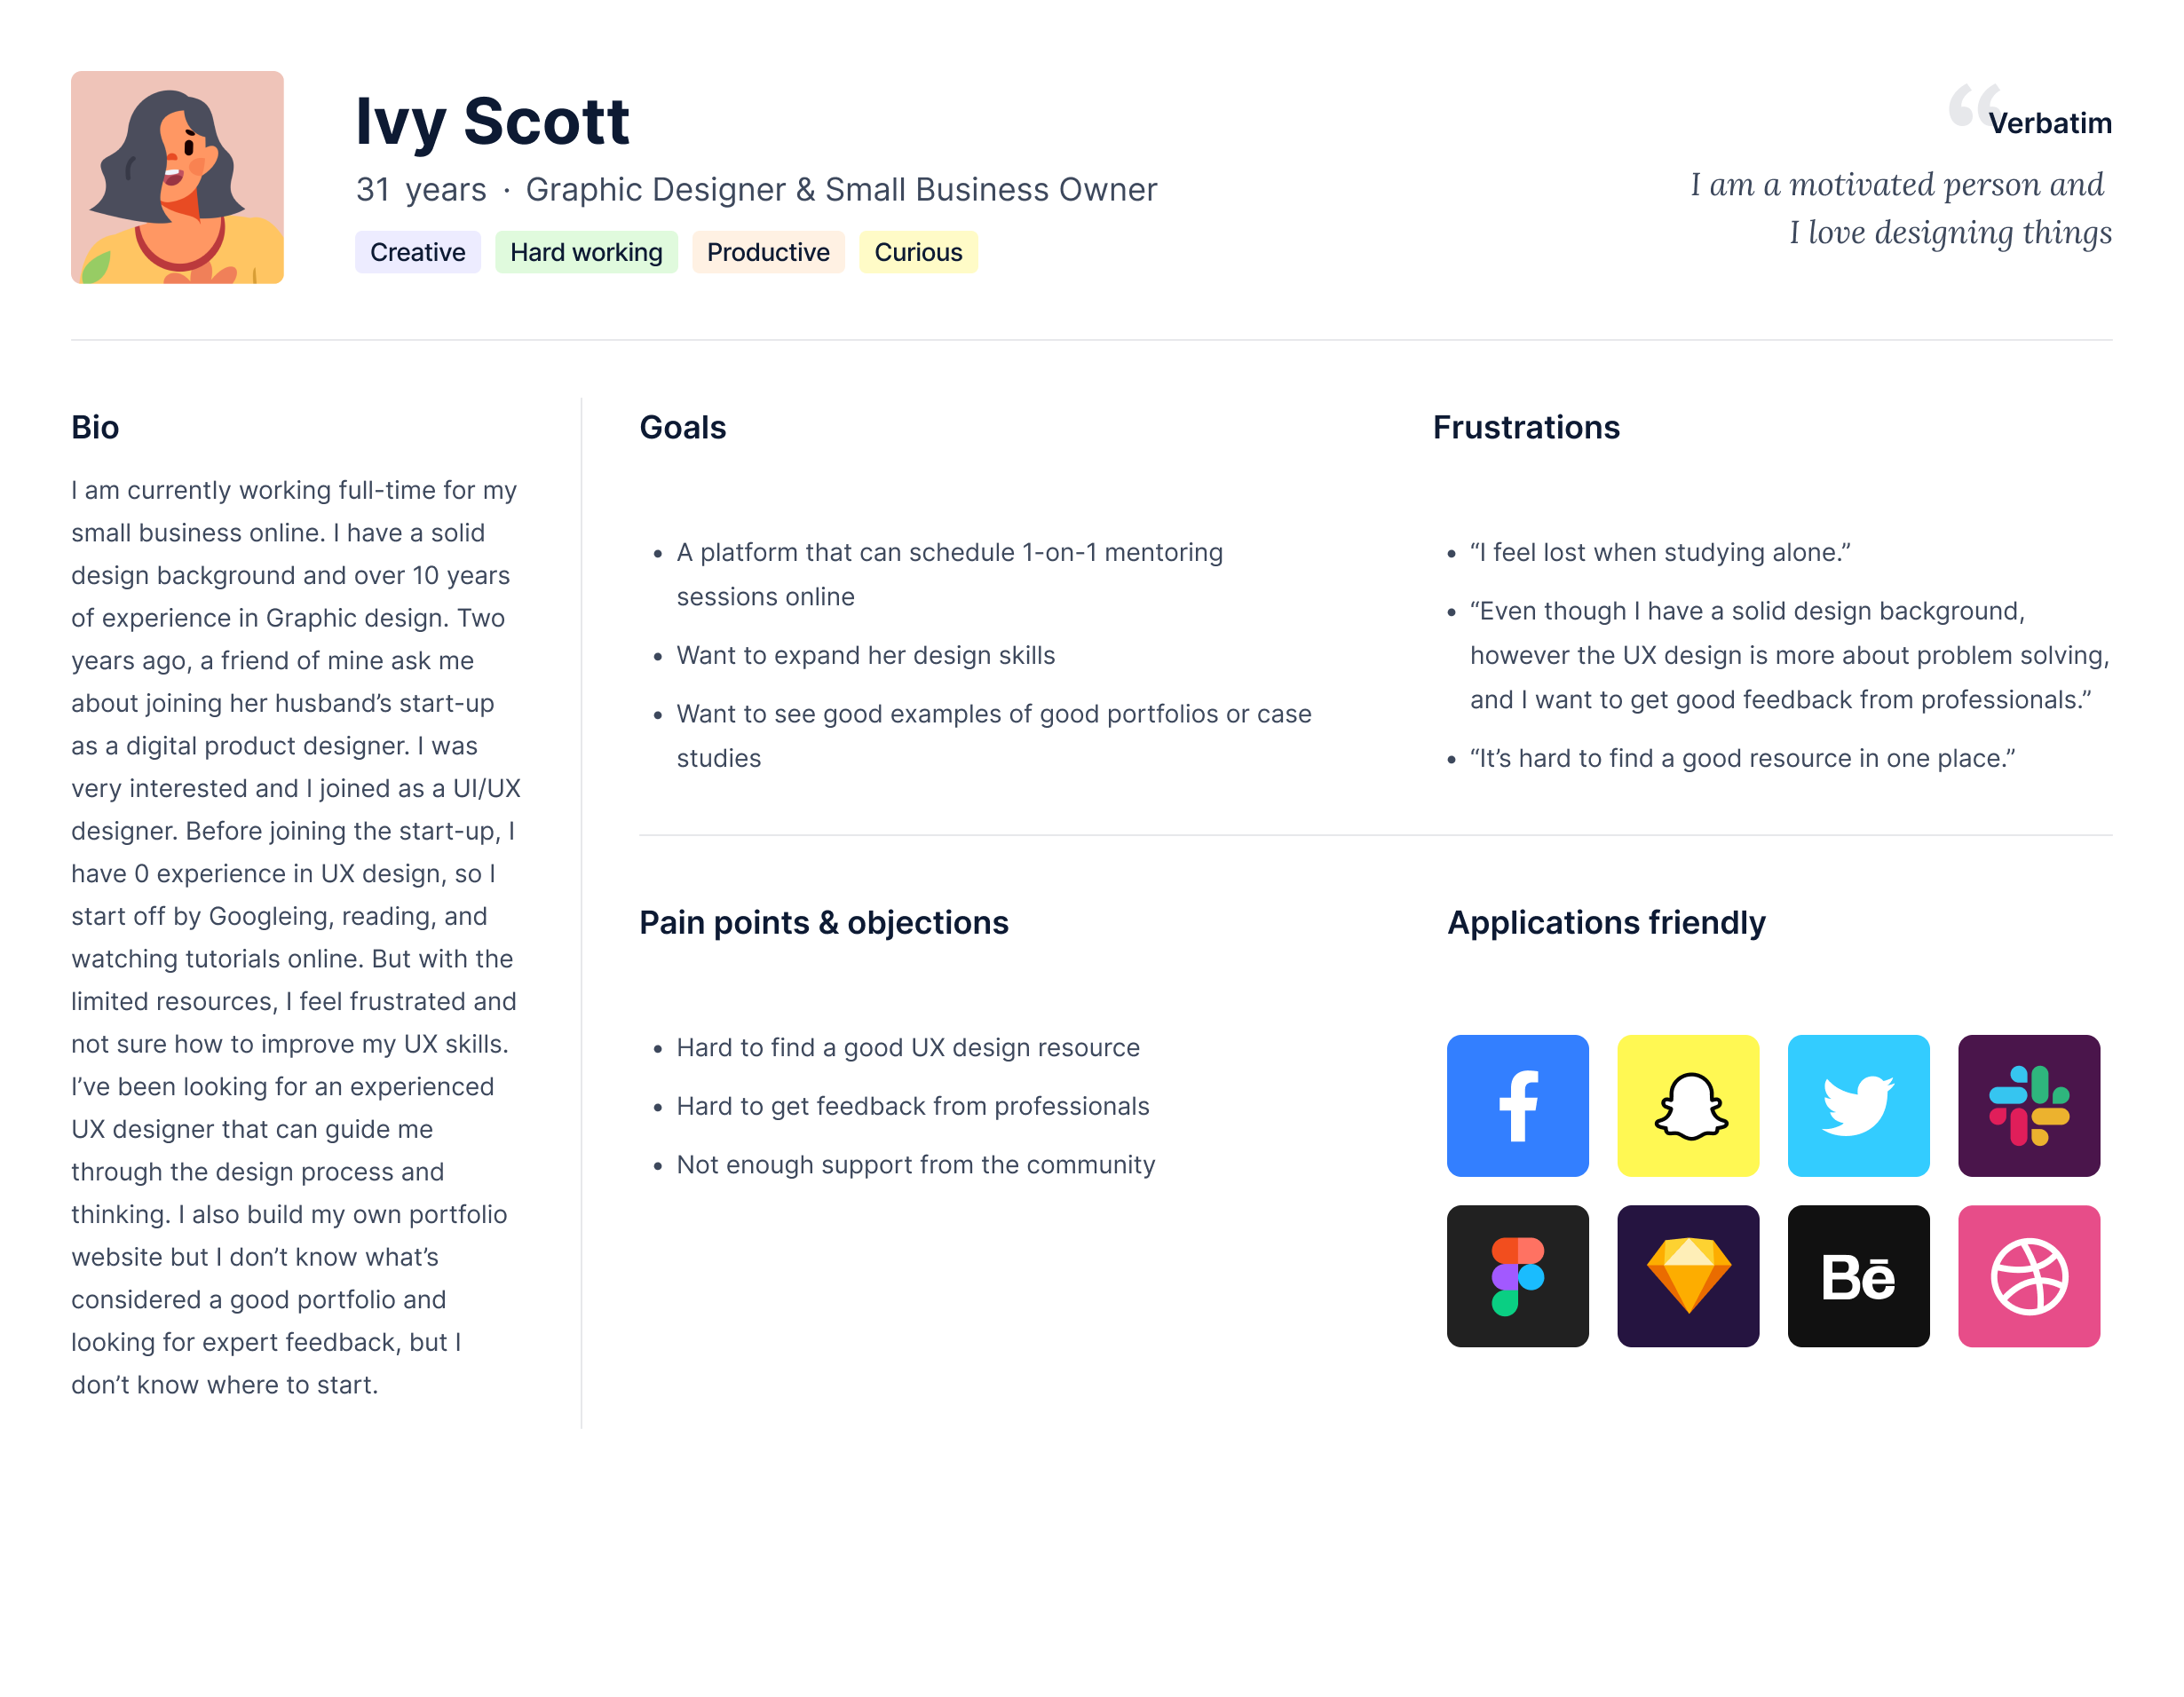 Ivy Scott
31 years · Graphic Designer & Small Business Owner
Creative Hard working Productive Curious
“
Verbatim
I am a motivated person and
I love designing things
Bio
I am currently working full-time for my
small business online. I have a solid
design background and over 10 years
of experience in Graphic design. Two
years ago, a friend of mine ask me
about joining her husband’s start-up
as a digital product designer. I was
very interested and I joined as a UI/UX
designer. Before joining the start-up, I
have 0 experience in UX design, so I
start off by Googleing, reading, and
watching tutorials online. But with the
limited resources, I feel frustrated and
not sure how to improve my UX skills.
I’ve been looking for an experienced
UX designer that can guide me
through the design process and
thinking. I also build my own portfolio
website but I don’t know what’s
considered a good portfolio and
looking for expert feedback, but I
don’t know where to start.
Goals
• A platform that can schedule 1-on-1 mentoring
sessions online
• Want to expand her design skills
• Want to see good examples of good portfolios or case
studies
Frustrations
• “I feel lost when studying alone.”
• “Even though I have a solid design background,
however the UX design is more about problem solving,
and I want to get good feedback from professionals.”
• “It’s hard to find a good resource in one place.”
Pain points & objections
• Hard to find a good UX design resource
• Hard to get feedback from professionals
• Not enough support from the community
Applications friendly
f
Bē